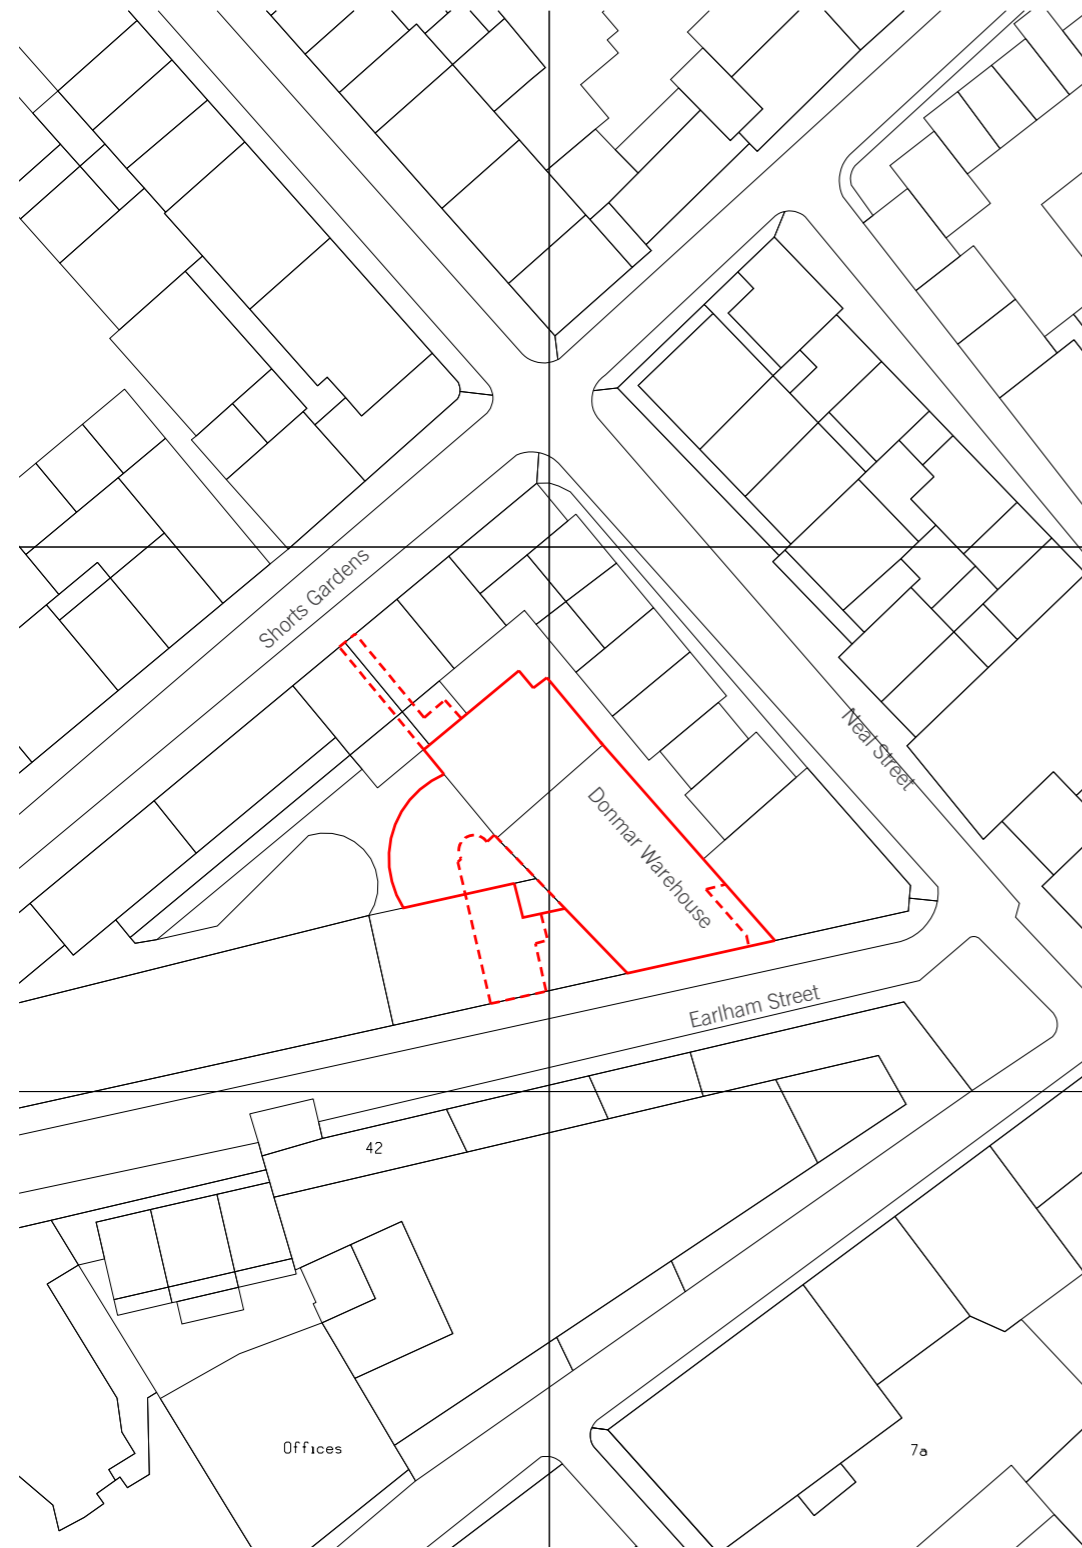 Shorts Gardens
Neal Street
Donmar Warehouse
Earlham Street
42
Offices
7a